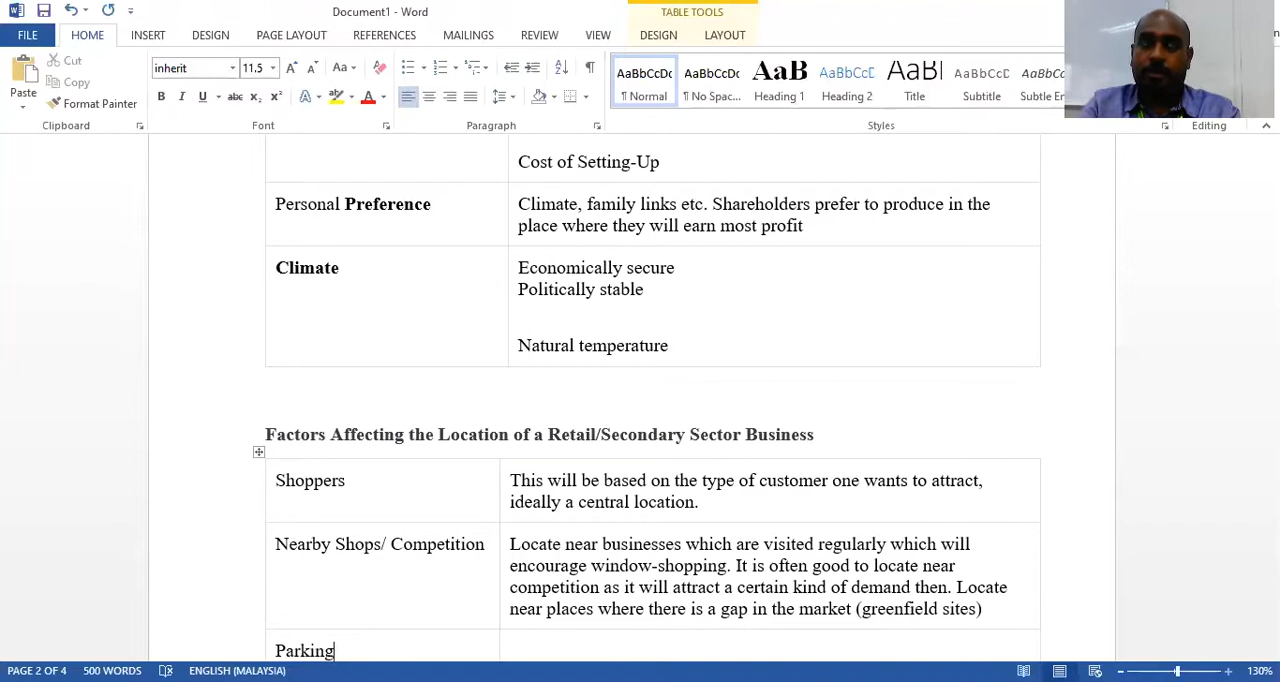 Document1 - Word
TABLE TOOLS
FILE HOME INSERT DESIGN PAGE LAYOUT REFERENCES MAILINGS REVIEW VIEW DESIGN LAYOUT
Cut
Copy
Format Painter
Paste
Clipboard
inherit 11.5
Font
Paragraph
AaBbCcDc AaBbCcDc AaB AaBbCcD AaBl AaBbCcD AaBbCc
¶ Normal ¶ No Spac... Heading 1 Heading 2 Title Subtitle Subtle Em
Styles
Editing
Cost of Setting-Up
Personal Preference
Climate, family links etc. Shareholders prefer to produce in the
place where they will earn most profit
Climate
Economically secure
Politically stable
Natural temperature
Factors Affecting the Location of a Retail/Secondary Sector Business
Shoppers
This will be based on the type of customer one wants to attract,
ideally a central location.
Nearby Shops/ Competition
Locate near businesses which are visited regularly which will
encourage window-shopping. It is often good to locate near
competition as it will attract a certain kind of demand then. Locate
near places where there is a gap in the market (greenfield sites)
Parking
PAGE 2 OF 4 500 WORDS ENGLISH (MALAYSIA) 130%